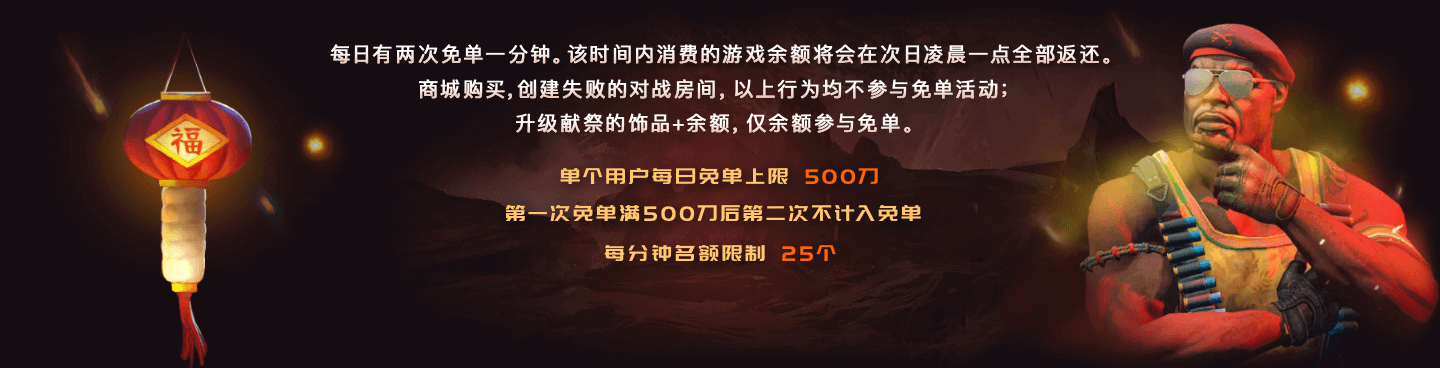 每日有两次免单一分钟。该时间内消费的游戏余额将会在次日凌晨一点全部返还。
商城购买,创建失败的对战房间,以上行为均不参与免单活动;
升级献祭的饰品+余额,仅余额参与免单。
单个用户每日免单上限 500刀
第一次免单满500刀后第二次不计入免单
每分钟名额限制 25个
福